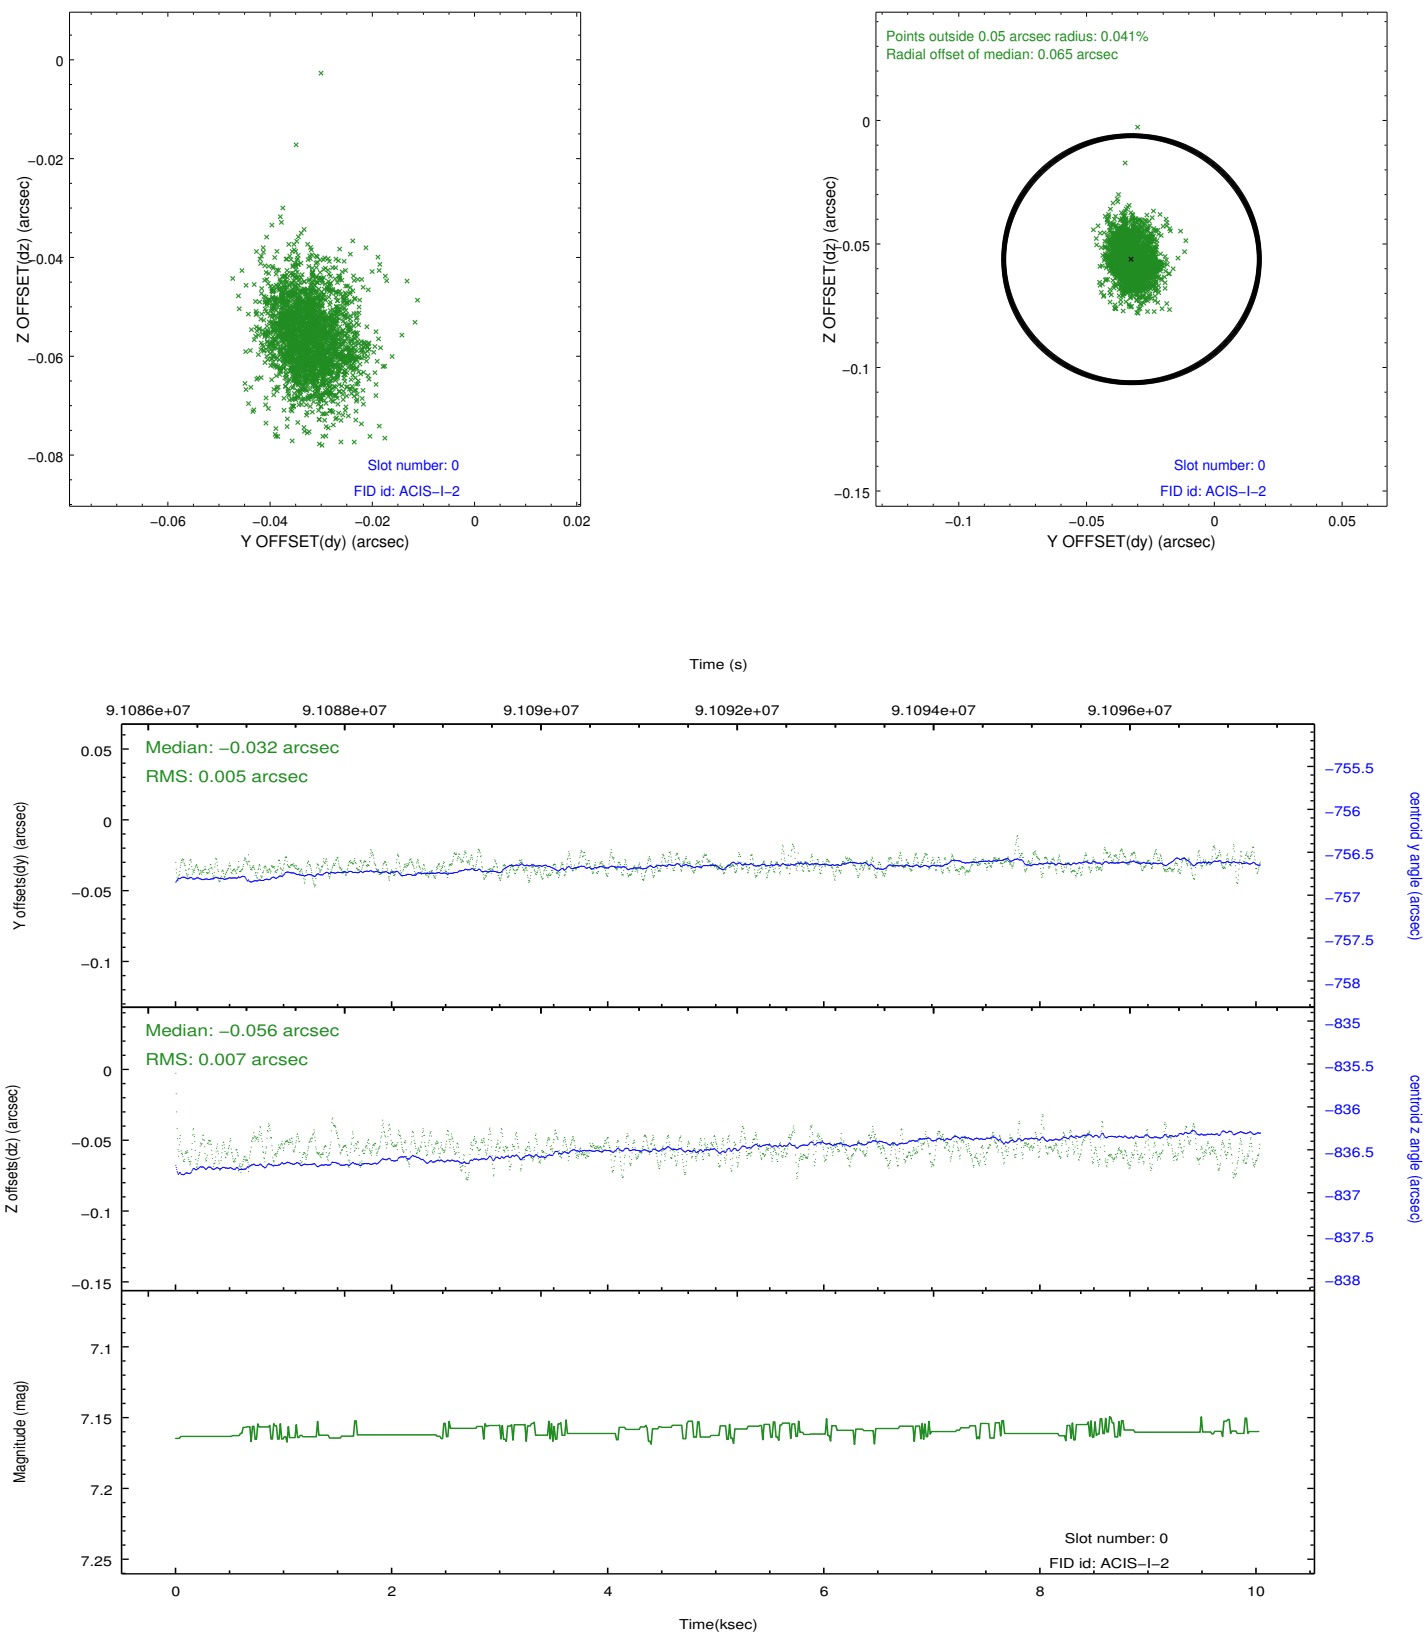 0
−0.02
−0.04
−0.06
−0.08
Z OFFSET(dz) (arcsec)
Slot number: 0
FID id: ACIS−I−2
−0.06
−0.04
−0.02
0
0.02
Y OFFSET(dy) (arcsec)
Points outside 0.05 arcsec radius: 0.041%
Radial offset of median: 0.065 arcsec
0
−0.05
−0.1
−0.15
Z OFFSET(dz) (arcsec)
Slot number: 0
FID id: ACIS−I−2
−0.1
−0.05
0
0.05
Y OFFSET(dy) (arcsec)
Time (s)
9.1086e+07
9.1088e+07
9.109e+07
9.1092e+07
9.1094e+07
9.1096e+07
Median: −0.032 arcsec
RMS: 0.005 arcsec
0.05
0
−0.05
−0.1
Y offsets(dy) (arcsec)
−755.5
−756
−756.5
−757
−757.5
−758
centroid y angle (arcsec)
Median: −0.056 arcsec
RMS: 0.007 arcsec
0
−0.05
−0.1
−0.15
Z offsets(dz) (arcsec)
−835
−835.5
−836
−836.5
−837
−837.5
−838
centroid z angle (arcsec)
7.1
7.15
7.2
7.25
Magnitude (mag)
Slot number: 0
FID id: ACIS−I−2
0
2
4
6
8
10
Time(ksec)